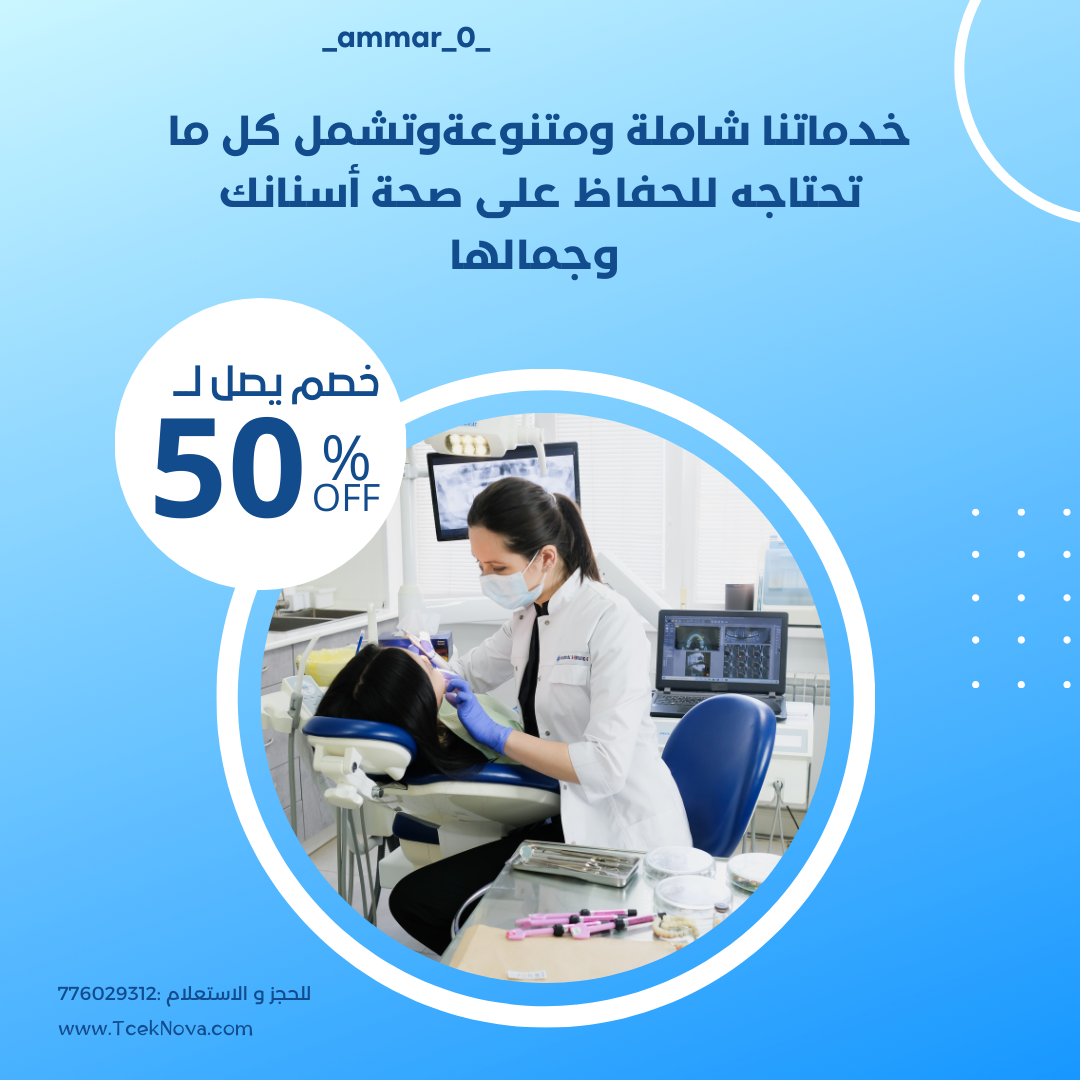 _ammar_0_
خدماتنا شاملة ومتنوعةوتشمل كل ما
تحتاجه للحفاظ على صحة أسنانك
وجمالها
خصم يصل لـ
50%
OFF
للحجز و الاستعلام :776029312
www.TcekNova.com